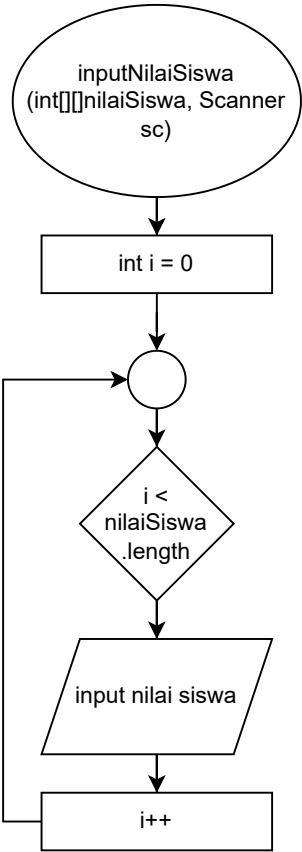 inputNilaiSiswa
(int[][]nilaiSiswa, Scanner
sc)
int i = 0
i <
nilaiSiswa
.length
input nilai siswa
i++